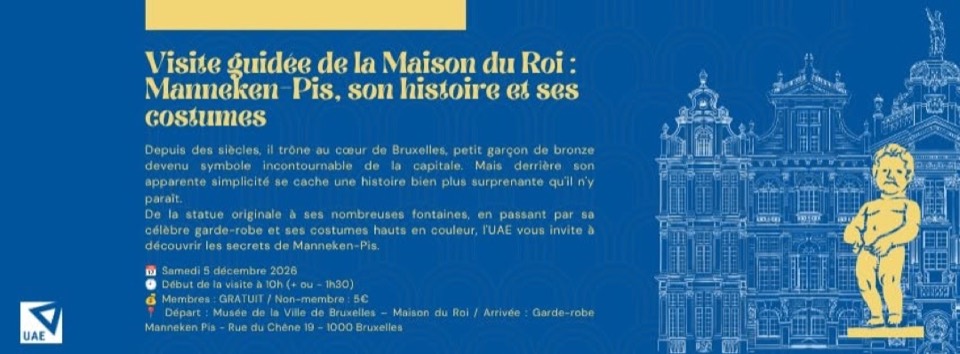 Visite guidée de la Maison du Roi :
Manneken-Pis, son histoire et ses
costumes
Depuis des siècles, il trône au cœur de Bruxelles, petit garçon de bronze
devenu symbole incontournable de la capitale. Mais derrière son
apparente simplicité se cache une histoire bien plus surprenante qu'il n'y
paraît.
De la statue originale à ses nombreuses fontaines, en passant par sa
célèbre garde-robe et ses costumes hauts en couleur, l'UAE vous invite à
découvrir les secrets de Manneken-Pis.
📅 Samedi 5 décembre 2026
🕙 Début de la visite à 10h (+ ou - 1h30)
💰 Membres : GRATUIT / Non-membre : 5€
📍 Départ : Musée de la Ville de Bruxelles – Maison du Roi / Arrivée : Garde-robe
Manneken Pis - Rue du Chêne 19 - 1000 Bruxelles
UAE